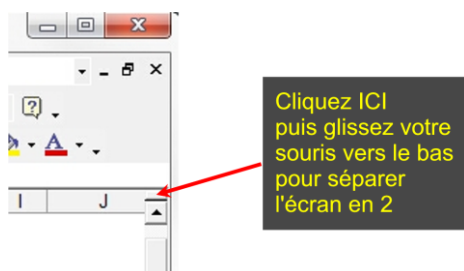 Cliquez ICI
puis glissez votre
souris vers le bas
pour séparer
l'écran en 2
?
A
I J